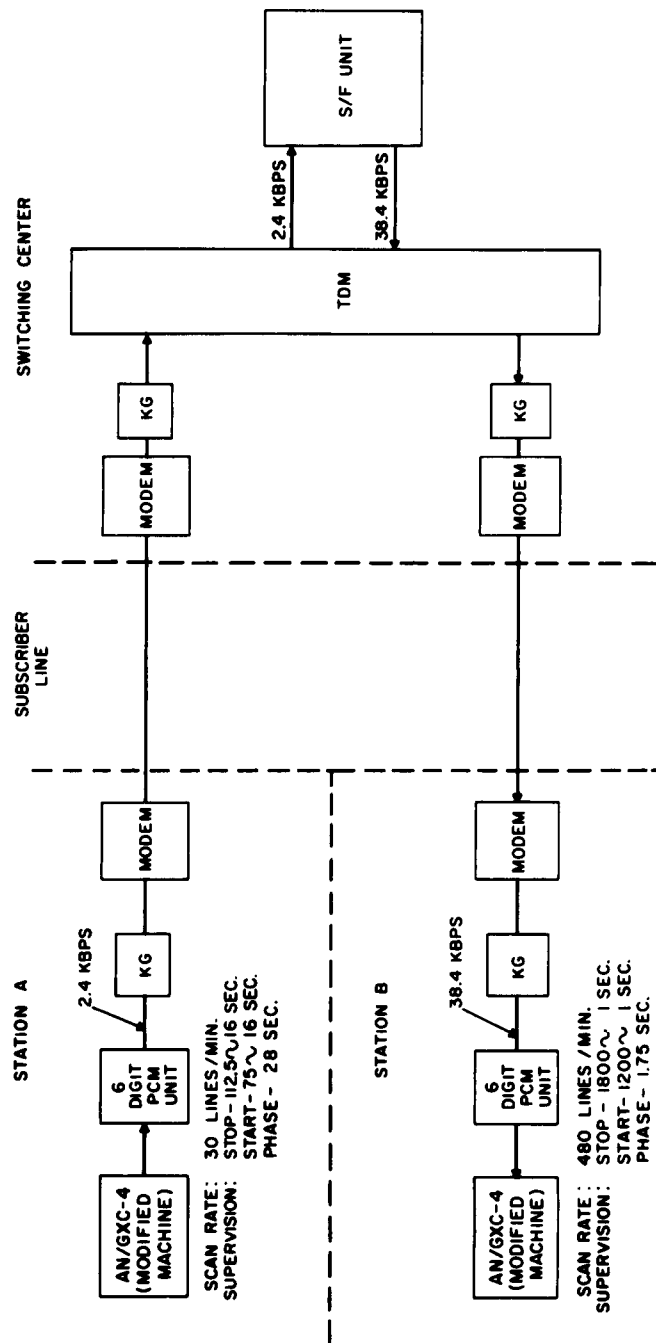 STATION A
SUBSCRIBER
LINE
SWITCHING CENTER
AN/GXC-4
(MODIFIED
MACHINE)
6
DIGIT
PCM
UNIT
2.4 KBPS
KG
MODEM
MODEM
KG
TDM
2.4 KBPS
38.4 KBPS
S/F UNIT
SCAN RATE: 30 LINES/MIN.
SUPERVISION: STOP-112.5~16 SEC.
START-75~ 16 SEC.
PHASE- 28 SEC.
STATION B
AN/GXC-4
(MODIFIED
MACHINE)
6
DIGIT
PCM
UNIT
38.4 KBPS
KG
MODEM
MODEM
KG
SCAN RATE: 480 LINES/MIN.
SUPERVISION: STOP-1800~ 1 SEC.
START-1200~ 1 SEC.
PHASE-1.75 SEC.